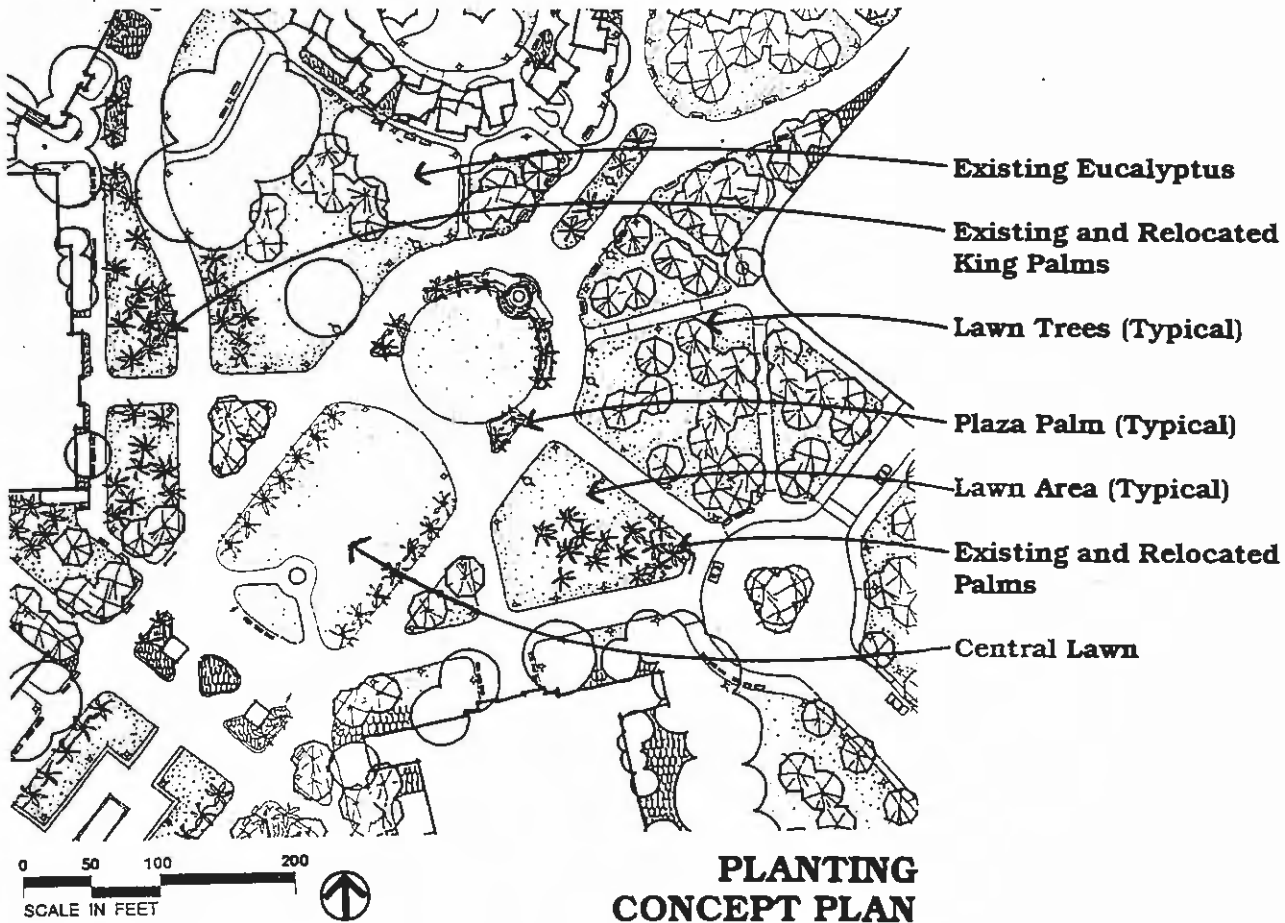 Existing Eucalyptus
Existing and Relocated
King Palms
Lawn Trees (Typical)
Plaza Palm (Typical)
Lawn Area (Typical)
Existing and Relocated
Palms
Central Lawn
0 50 100 200
SCALE IN FEET
PLANTING
CONCEPT PLAN